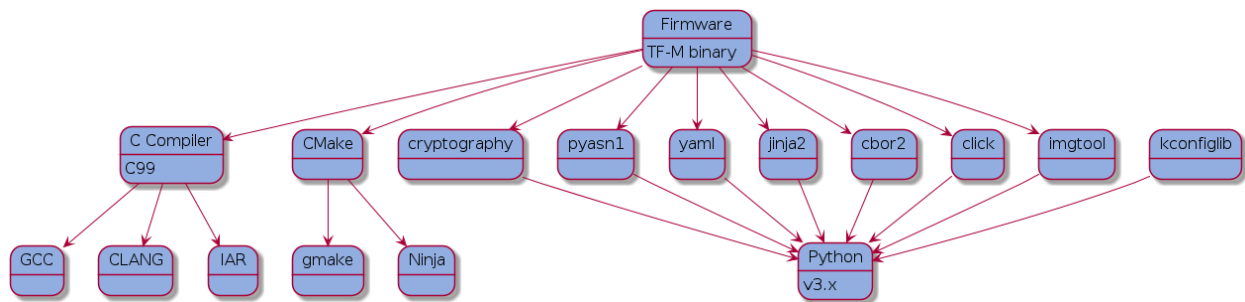 Firmware
TF-M binary
C Compiler
C99
CMake
cryptography
pyasn1
yaml
jinja2
cbor2
click
imgtool
kconfiglib
GCC
CLANG
IAR
gmake
Ninja
Python
v3.x